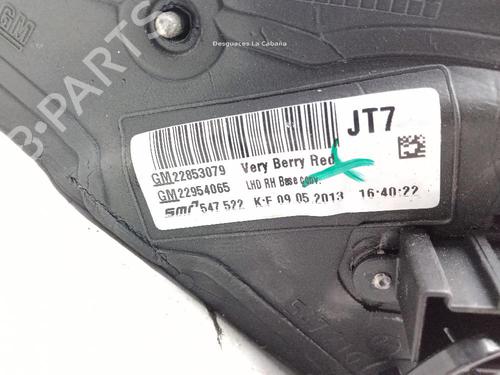 GM
Desguaces La Cabaña
B-PARTS
JT7
GM22853079 Very Berry Red
GM22954065 LHD RH Base conv.
smr 547 522 K-F 09.05.2013 16:40:22